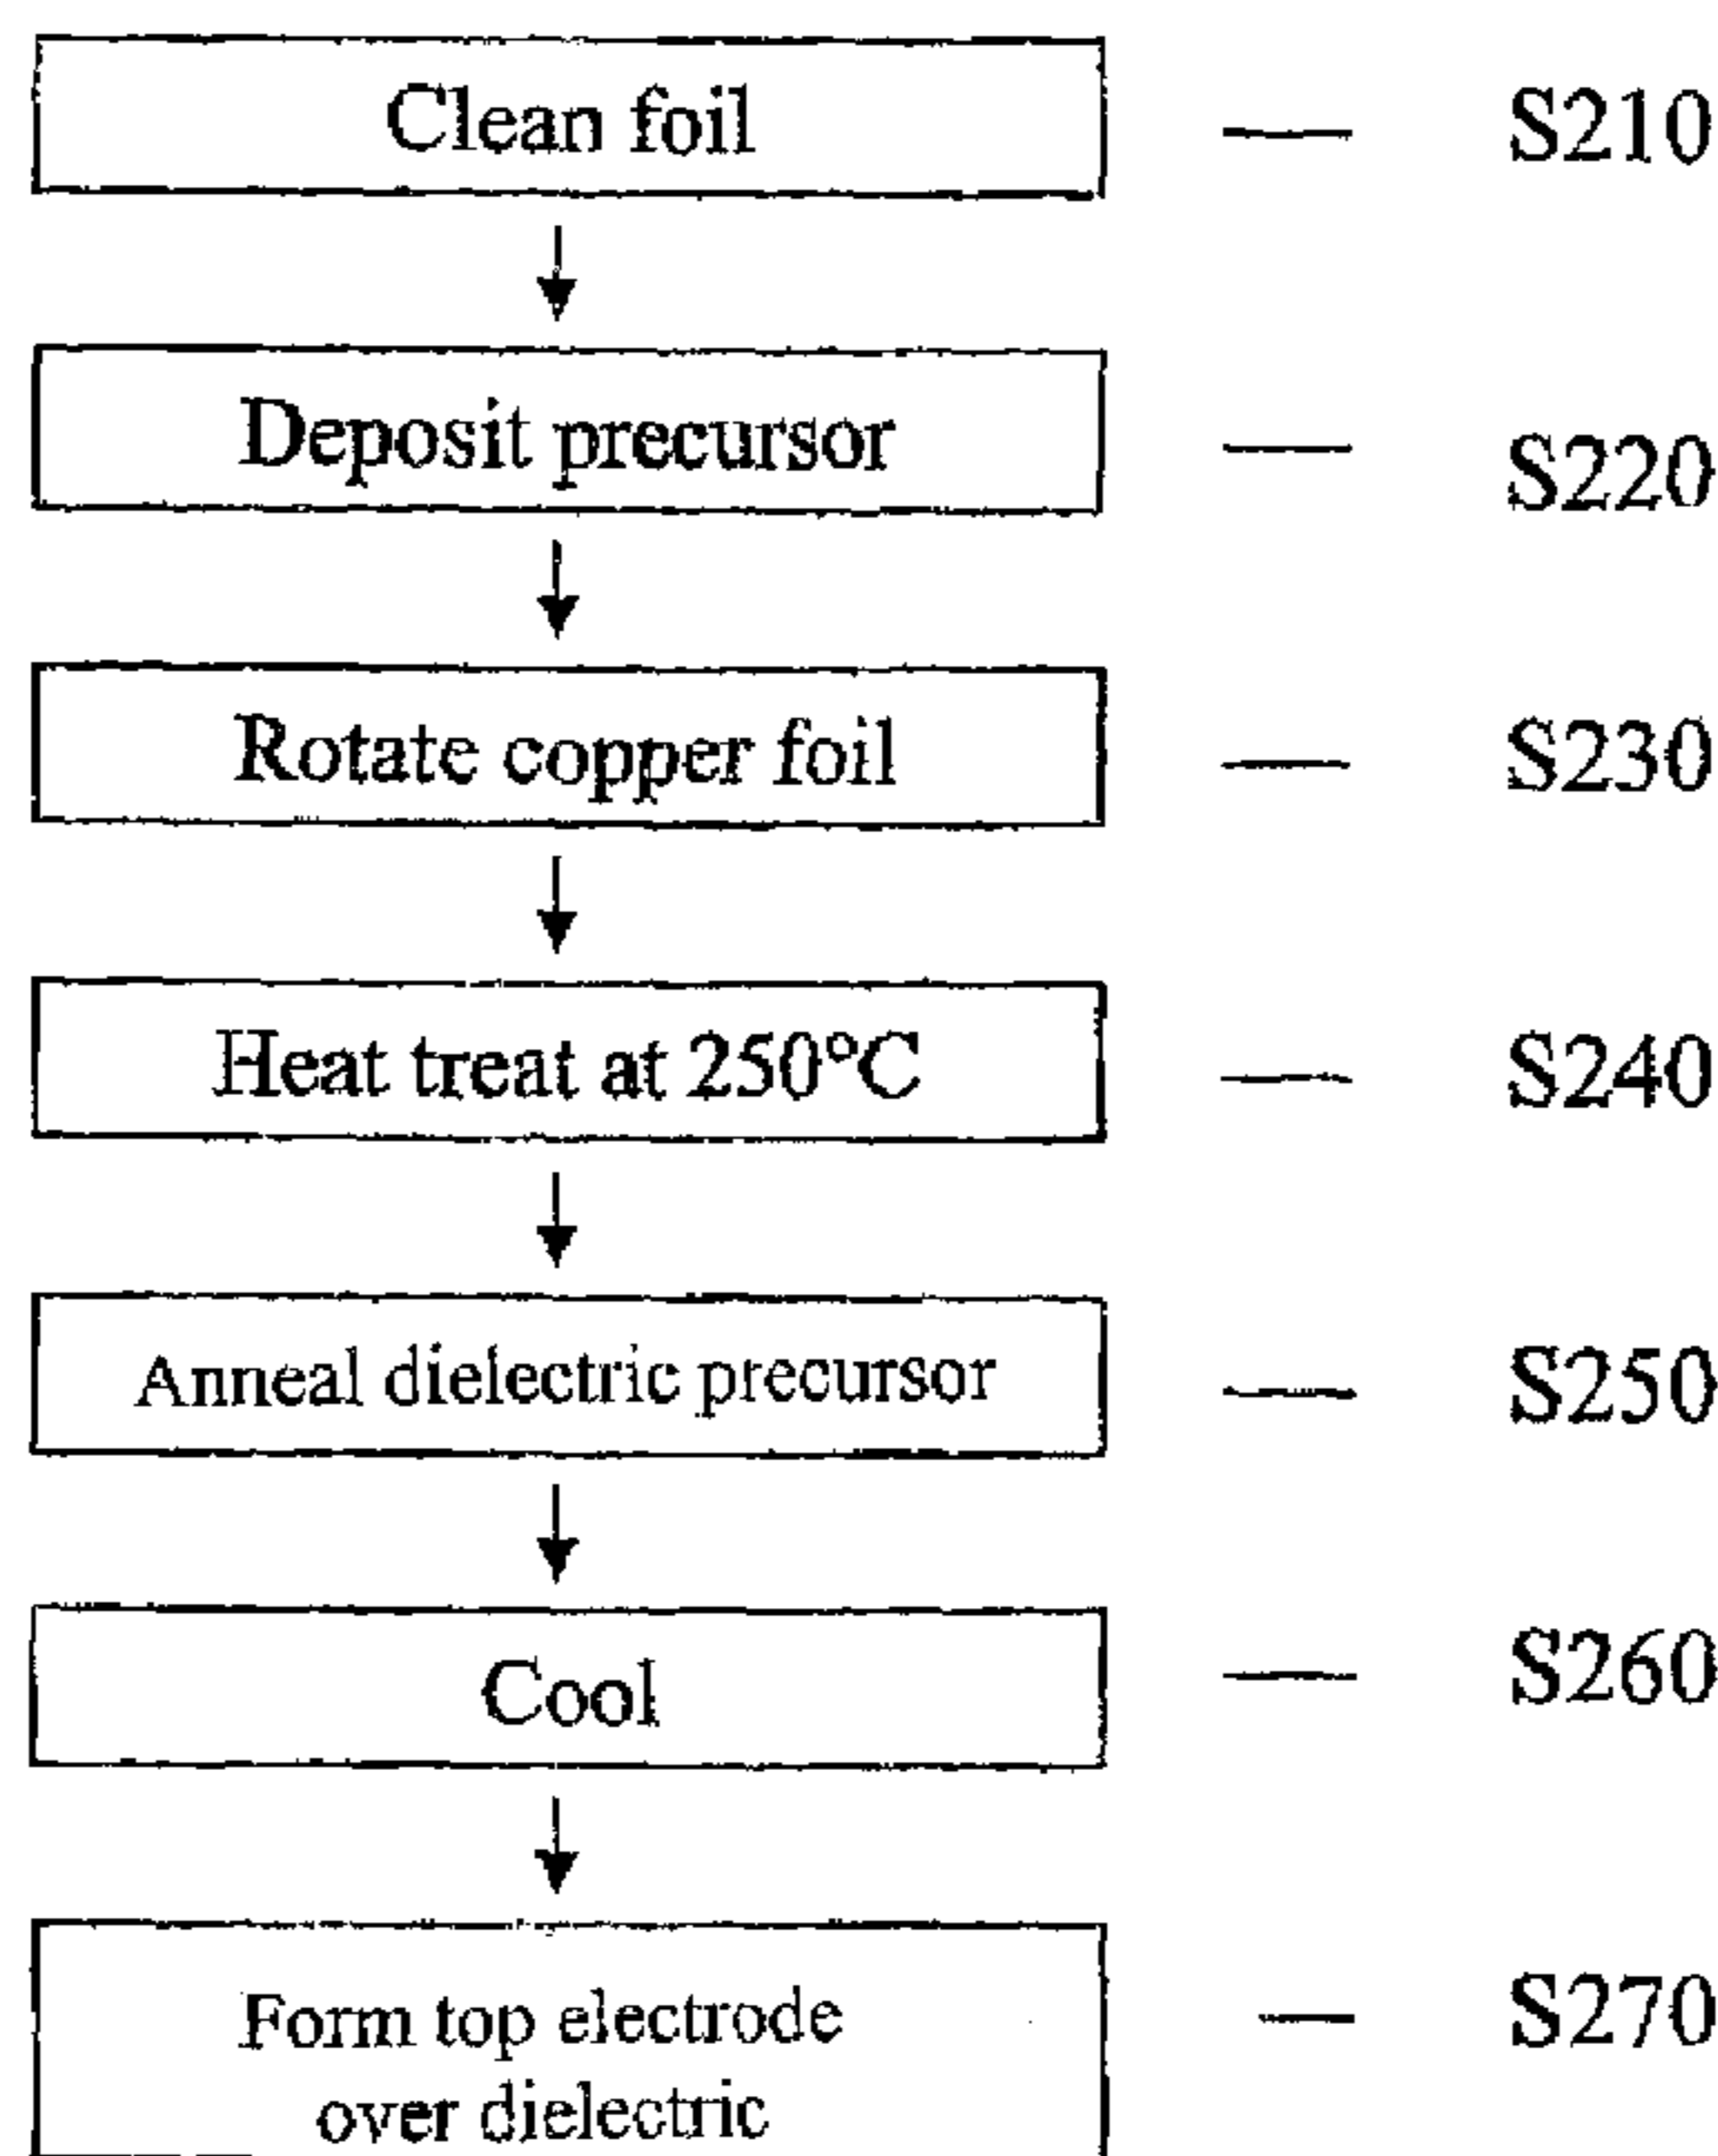 Clean foil — S210
Deposit precursor — S220
Rotate copper foil — S230
Heat treat at 250°C — S240
Anneal dielectric precursor — S250
Cool — S260
Form top electrode — S270
over dielectric